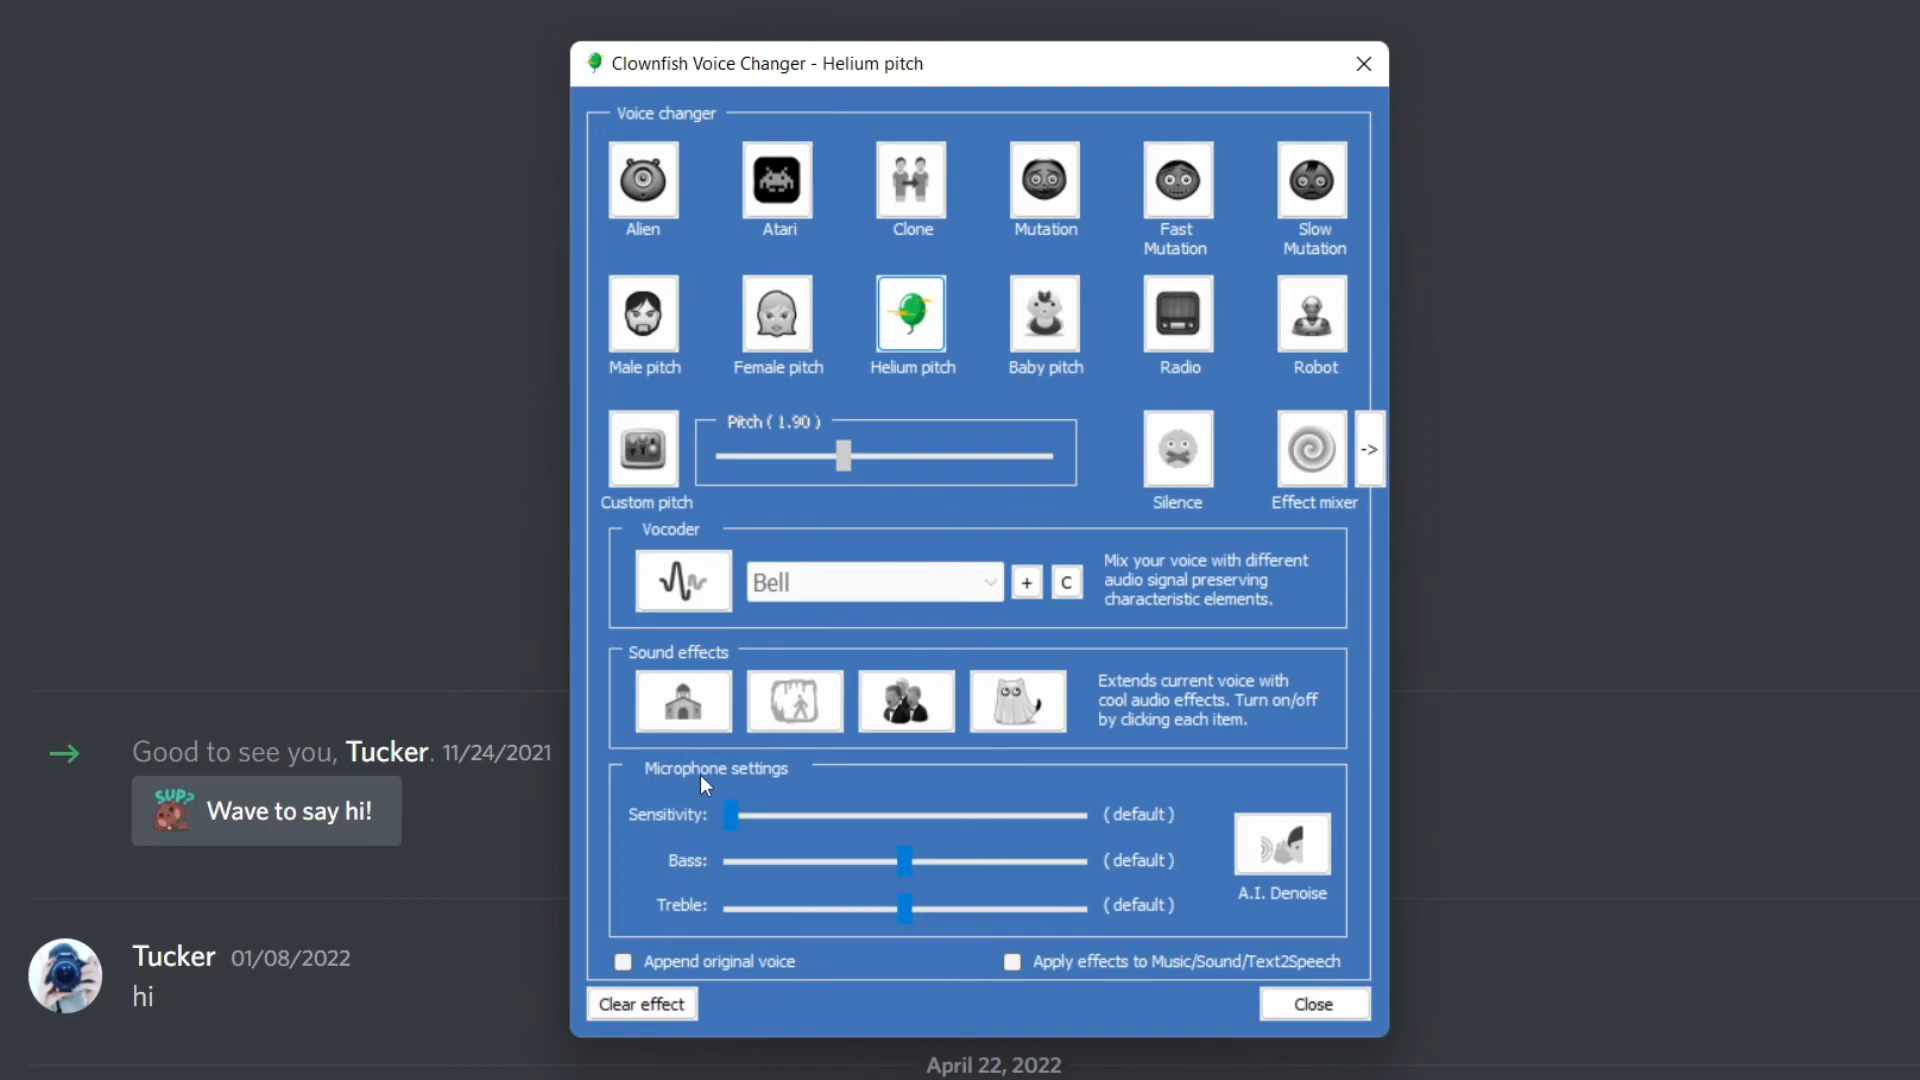 Clownfish Voice Changer - Helium pitch
Voice changer
Alien
Atari
Clone
Mutation
Fast
Mutation
Slow
Mutation
Male pitch
Female pitch
Helium pitch
Baby pitch
Radio
Robot
Pitch ( 1.90 )
->
Custom pitch
Silence
Effect mixer
Vocoder
Bell
+
C
Mix your voice with different
audio signal preserving
characteristic elements.
Sound effects
Extends current voice with
cool audio effects. Turn on/off
by clicking each item.
Microphone settings
Sensitivity:
( default )
Bass:
( default )
Treble:
( default )
A.I. Denoise
Append original voice
Apply effects to Music/Sound/Text2Speech
Clear effect
Close
Good to see you, Tucker. 11/24/2021
SUP?
Wave to say hi!
Tucker 01/08/2022
hi
April 22, 2022